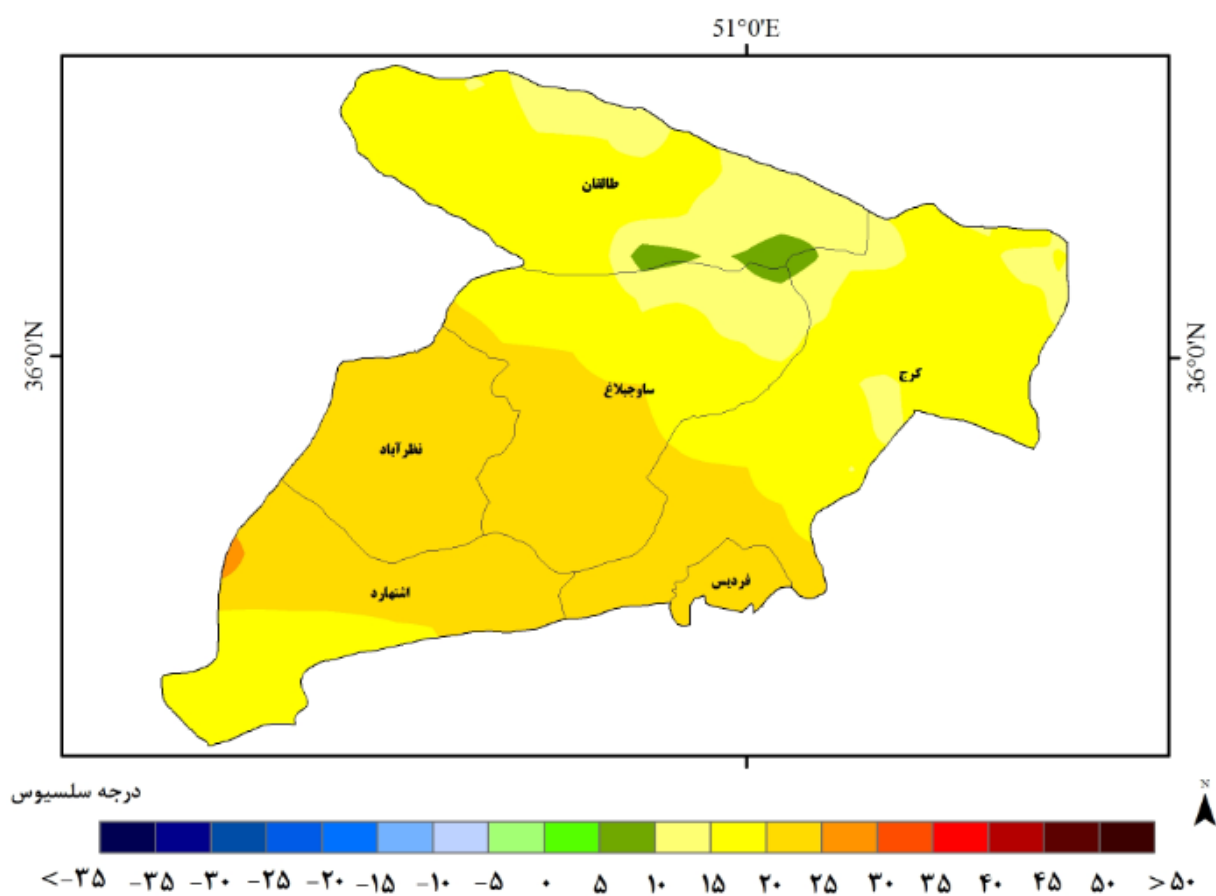 51°0'E
طالقان
36°0'N
36°0'N
کرج
ساوجبلاغ
نظرآباد
اشتهارد
فردیس
درجه سلسیوس
N
<-۳۵ -۳۵ -۳۰ -۲۵ -۲۰ -۱۵ -۱۰ -۵ ۰ ۵ ۱۰ ۱۵ ۲۰ ۲۵ ۳۰ ۳۵ ۴۰ ۴۵ ۵۰ >۵۰